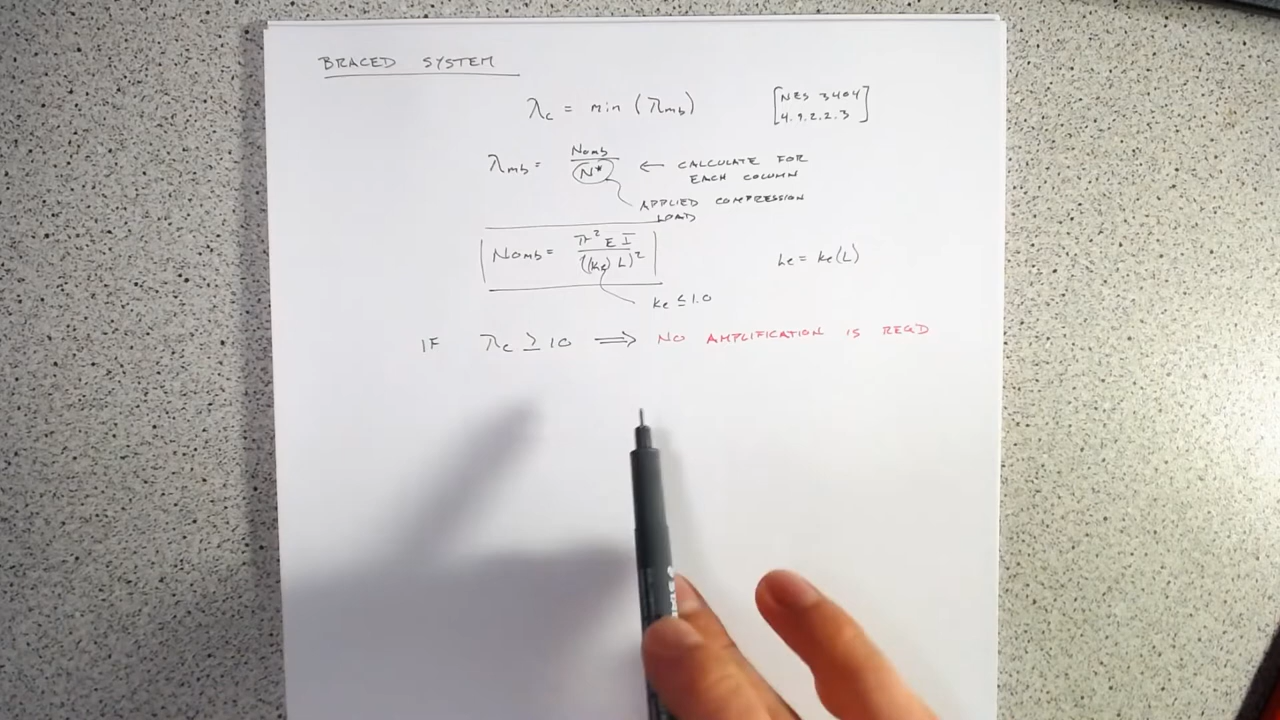 BRACED SYSTEM
λc = min (λmb)
[NZS 3404 4.9.2.2.3]
λmb = Nomb / N* ← CALCULATE FOR EACH COLUMN
APPLIED COMPRESSION LOAD
Nomb = π² E I / ((ke) L)²
Le = ke(L)
ke ≤ 1.0
IF λc ≥ 10 ⟹ NO AMPLIFICATION IS REQD